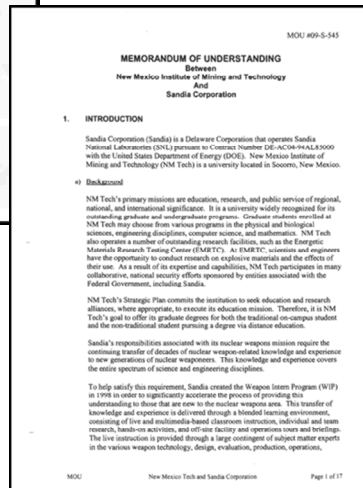 MOU #09-S-545
MEMORANDUM OF UNDERSTANDING
Between
New Mexico Institute of Mining and Technology
And
Sandia Corporation
1. INTRODUCTION
Sandia Corporation (Sandia) is a Delaware Corporation that operates Sandia
National Laboratories (SNL) pursuant to Contract Number DE-AC04-94AL85000
with the United States Department of Energy (DOE). New Mexico Institute of
Mining and Technology (NM Tech) is a university located in Socorro, New Mexico.
a) Background
NM Tech's primary missions are education, research, and public service of regional,
national, and international significance. It is a university widely recognized for its
outstanding graduate and undergraduate programs. Graduate students enrolled at
NM Tech may choose from various programs in the physical and biological
sciences, engineering disciplines, computer science, and mathematics. NM Tech
also operates a number of outstanding research facilities, such as the Energetic
Materials Research Testing Center (EMRTC). At EMRTC, scientists and engineers
have the opportunity to conduct research on explosive materials and the effects of
their use. As a result of its expertise and capabilities, NM Tech participates in many
collaborative, national security efforts sponsored by entities associated with the
Federal Government, including Sandia.
NM Tech's Strategic Plan commits the institution to seek education and research
alliances, where appropriate, to execute its education mission. Therefore, it is NM
Tech's goal to offer its graduate degrees for both the traditional on-campus student
and the non-traditional student pursuing a degree via distance education.
Sandia's responsibilities associated with its nuclear weapons mission require the
continuing transfer of decades of nuclear weapon-related knowledge and experience
to new generations of nuclear weaponeers. This knowledge and experience covers
the entire spectrum of science and engineering disciplines.
To help satisfy this requirement, Sandia created the Weapon Intern Program (WIP)
in 1998 in order to significantly accelerate the process of providing this
understanding to those that are new to the nuclear weapons area. This transfer of
knowledge and experience is delivered through a blended learning environment,
consisting of live and multimedia-based classroom instruction, individual and team
research, hands-on activities, and off-site facility and operations tours and briefings.
The live instruction is provided through a large contingent of subject matter experts
in the various weapon technology, design, evaluation, production, operations,
MOU New Mexico Tech and Sandia Corporation Page 1 of 17